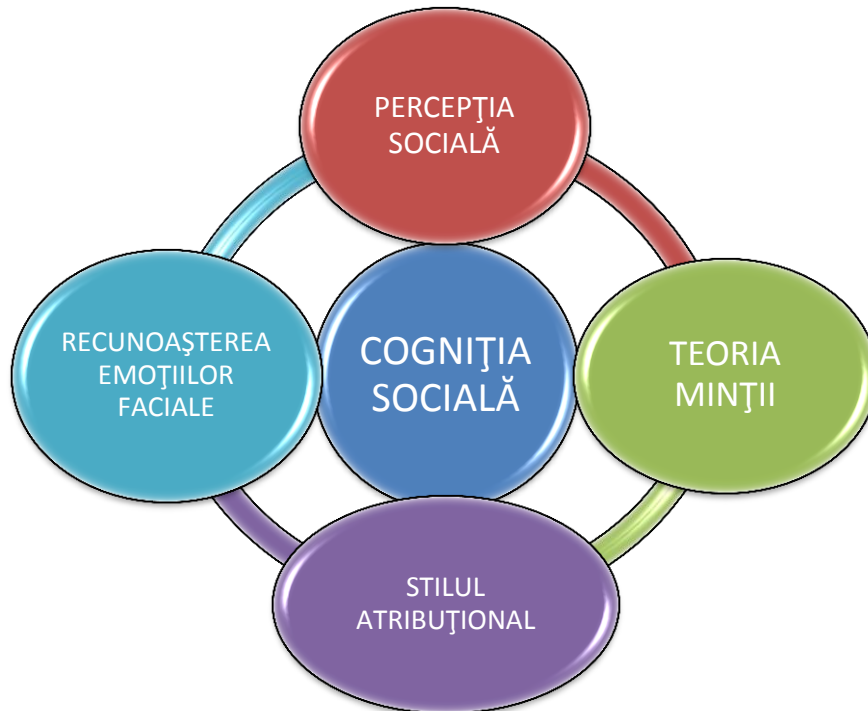 PERCEPŢIA
SOCIALĂ
RECUNOAŞTEREA
EMOŢIILOR
FACIALE
COGNIŢIA
SOCIALĂ
TEORIA
MINŢII
STILUL
ATRIBUŢIONAL